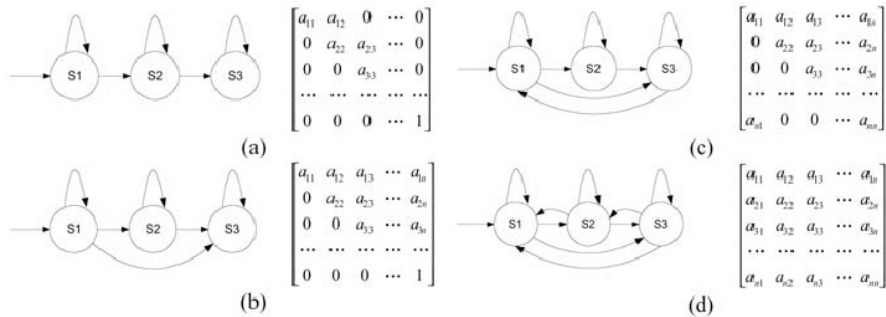 S1 S2 S3
a11 a12 0 ⋯ 0
0 a22 a23 ⋯ 0
0 0 a33 ⋯ 0
⋯ ⋯ ⋯ ⋯ ⋯
0 0 0 ⋯ 1
(a)
S1 S2 S3
a11 a12 a13 ⋯ a1n
0 a22 a23 ⋯ a2n
0 0 a33 ⋯ a3n
⋯ ⋯ ⋯ ⋯ ⋯
an1 0 0 ⋯ ann
(c)
S1 S2 S3
a11 a12 a13 ⋯ a1n
0 a22 a23 ⋯ a2n
0 0 a33 ⋯ a3n
⋯ ⋯ ⋯ ⋯ ⋯
0 0 0 ⋯ 1
(b)
S1 S2 S3
a11 a12 a13 ⋯ a1n
a21 a22 a23 ⋯ a2n
a31 a32 a33 ⋯ a3n
⋯ ⋯ ⋯ ⋯ ⋯
an1 an2 an3 ⋯ ann
(d)